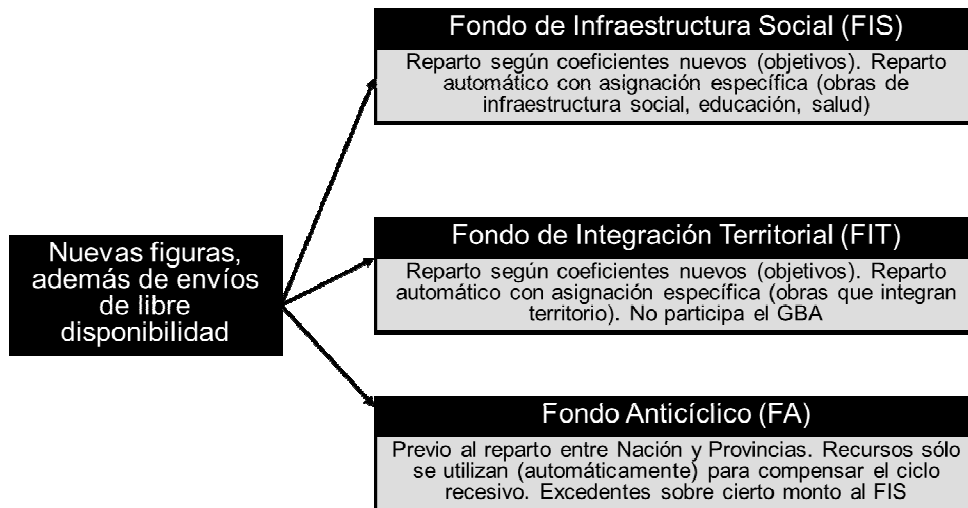 Fondo de Infraestructura Social (FIS)
Reparto según coeficientes nuevos (objetivos). Reparto
automático con asignación específica (obras de
infraestructura social, educación, salud)
Nuevas figuras,
además de envíos
de libre
disponibilidad
Fondo de Integración Territorial (FIT)
Reparto según coeficientes nuevos (objetivos). Reparto
automático con asignación específica (obras que integran
territorio). No participa el GBA
Fondo Anticíclico (FA)
Previo al reparto entre Nación y Provincias. Recursos sólo
se utilizan (automáticamente) para compensar el ciclo
recesivo. Excedentes sobre cierto monto al FIS